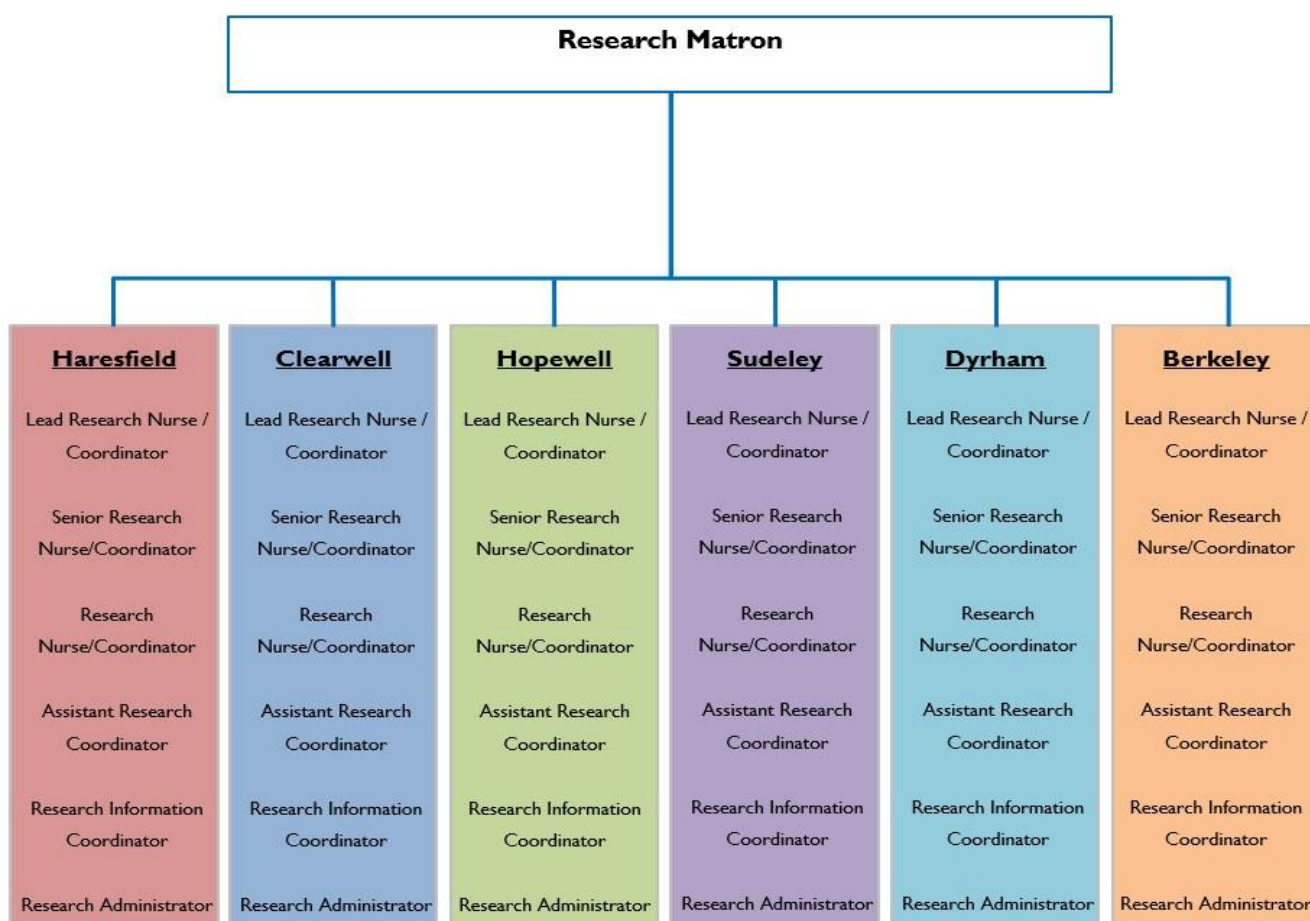 Research Matron
Haresfield
Lead Research Nurse /
Coordinator
Senior Research
Nurse/Coordinator
Research
Nurse/Coordinator
Assistant Research
Coordinator
Research Information
Coordinator
Research Administrator
Clearwell
Lead Research Nurse /
Coordinator
Senior Research
Nurse/Coordinator
Research
Nurse/Coordinator
Assistant Research
Coordinator
Research Information
Coordinator
Research Administrator
Hopewell
Lead Research Nurse /
Coordinator
Senior Research
Nurse/Coordinator
Research
Nurse/Coordinator
Assistant Research
Coordinator
Research Information
Coordinator
Research Administrator
Sudeley
Lead Research Nurse /
Coordinator
Senior Research
Nurse/Coordinator
Research
Nurse/Coordinator
Assistant Research
Coordinator
Research Information
Coordinator
Research Administrator
Dyrham
Lead Research Nurse /
Coordinator
Senior Research
Nurse/Coordinator
Research
Nurse/Coordinator
Assistant Research
Coordinator
Research Information
Coordinator
Research Administrator
Berkeley
Lead Research Nurse /
Coordinator
Senior Research
Nurse/Coordinator
Research
Nurse/Coordinator
Assistant Research
Coordinator
Research Information
Coordinator
Research Administrator